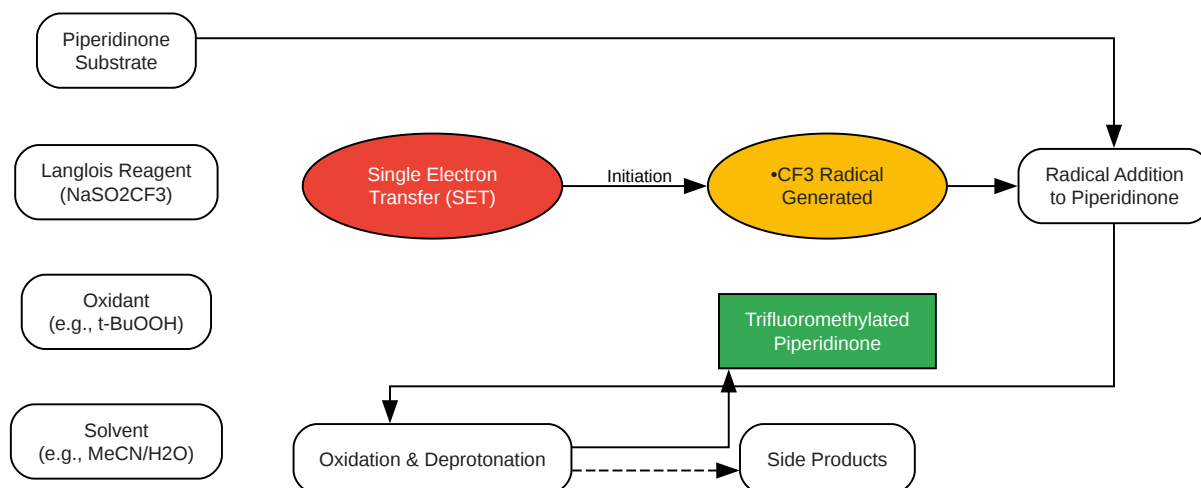 Piperidinone
Substrate
Langlois Reagent
(NaSO2CF3)
Single Electron
Transfer (SET)
Initiation
•CF3 Radical
Generated
Radical Addition
to Piperidinone
Oxidant
(e.g., t-BuOOH)
Trifluoromethylated
Piperidinone
Solvent
(e.g., MeCN/H2O)
Oxidation & Deprotonation
Side Products